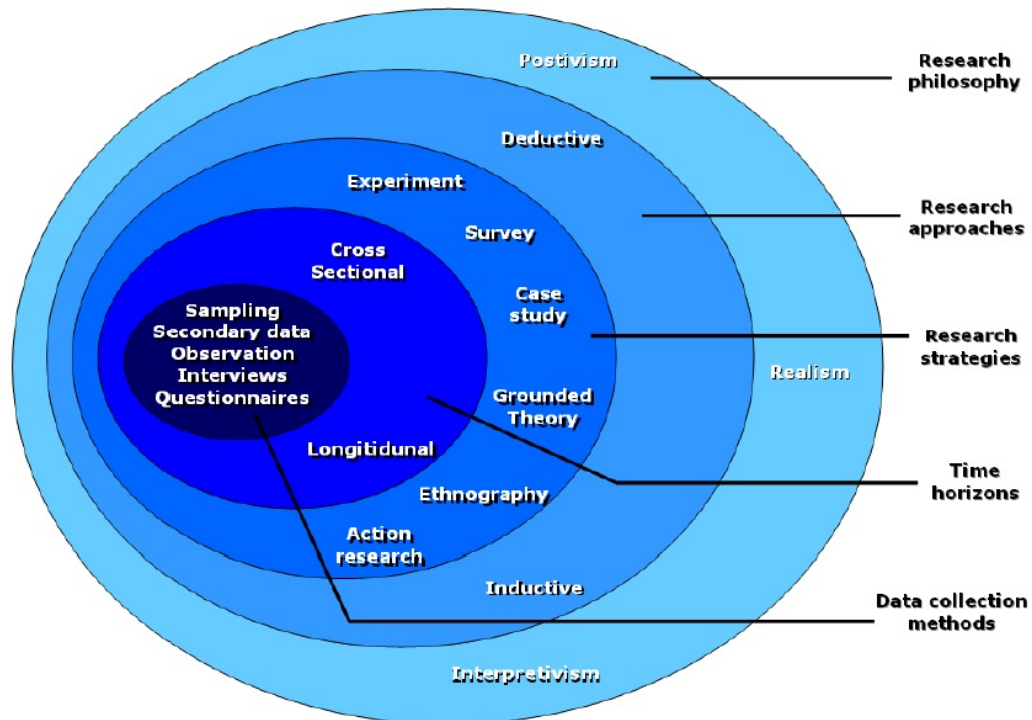 Postivism
Research
philosophy
Deductive
Experiment
Research
approaches
Survey
Cross
Sectional
Case
study
Sampling
Secondary data
Observation
Interviews
Questionnaires
Research
strategies
Realism
Grounded
Theory
Longitidunal
Time
horizons
Ethnography
Action
research
Inductive
Data collection
methods
Interpretivism